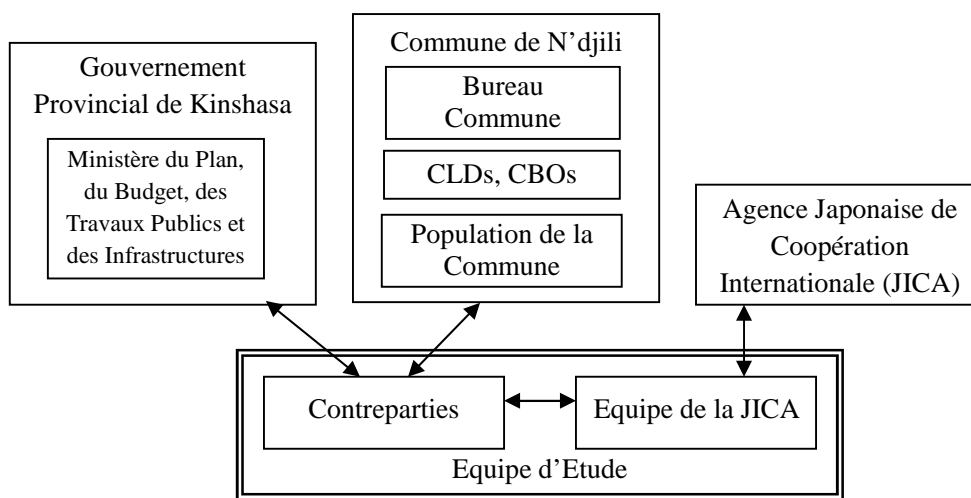 Gouvernement
Provincial de Kinshasa
Ministère du Plan,
du Budget, des
Travaux Publics et
des Infrastructures
Commune de N’djili
Bureau
Commune
CLDs, CBOs
Population de la
Commune
Agence Japonaise de
Coopération
Internationale (JICA)
Contreparties
Equipe de la JICA
Equipe d’Etude